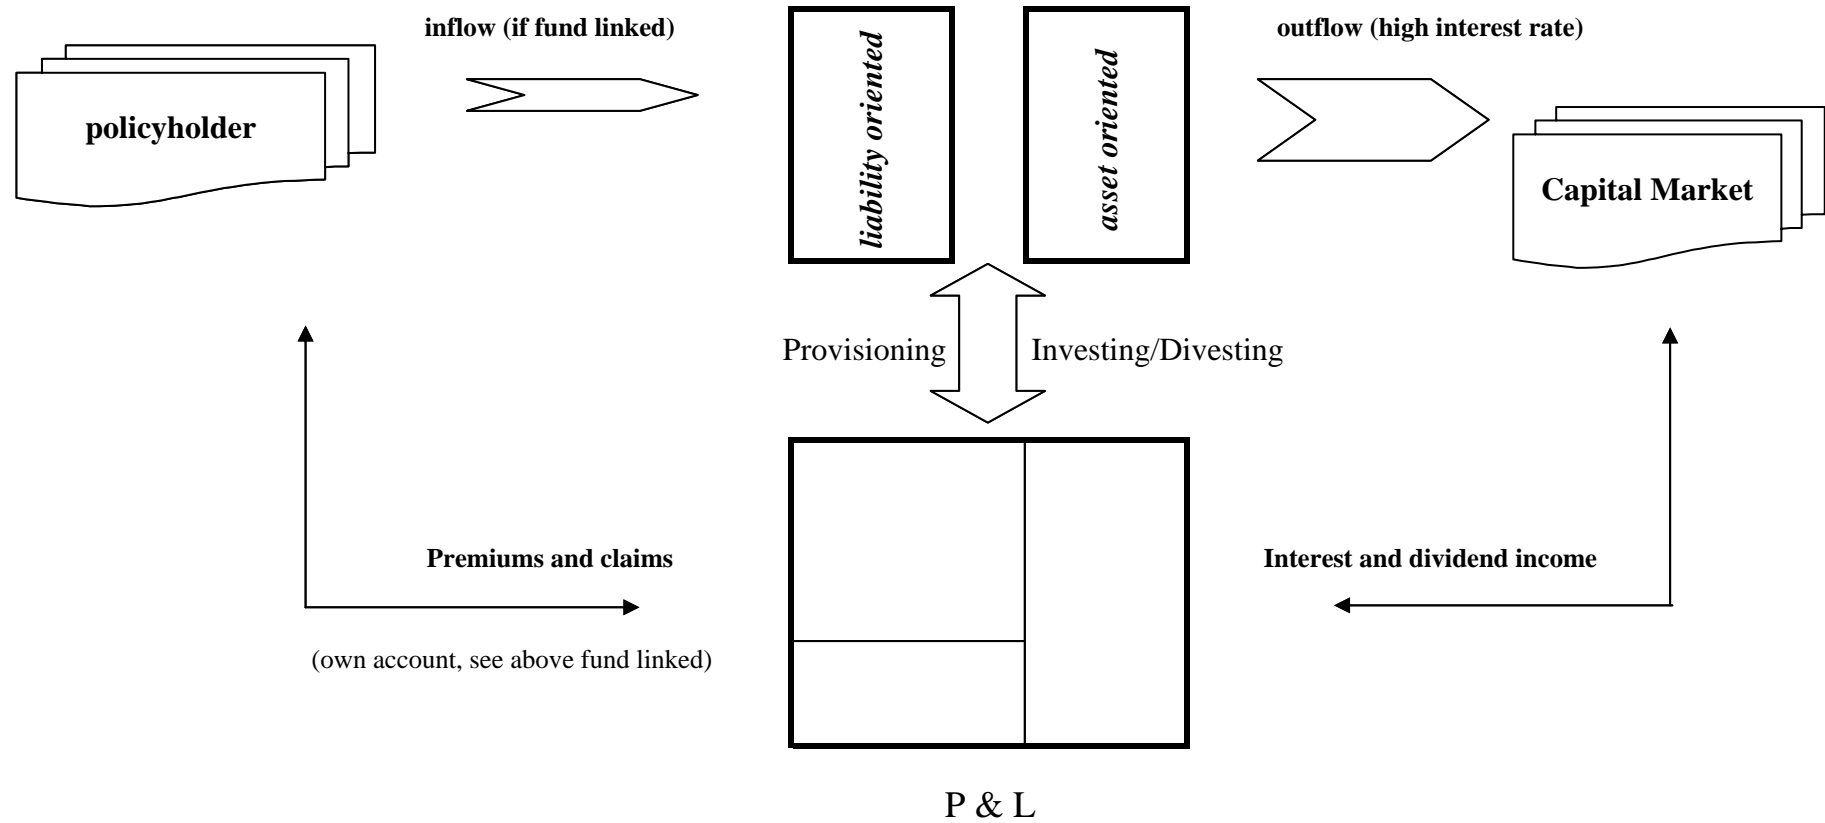 inflow (if fund linked)
outflow (high interest rate)
policyholder
liability oriented
asset oriented
Capital Market
Provisioning
Investing/Divesting
Premiums and claims
Interest and dividend income
(own account, see above fund linked)
P & L